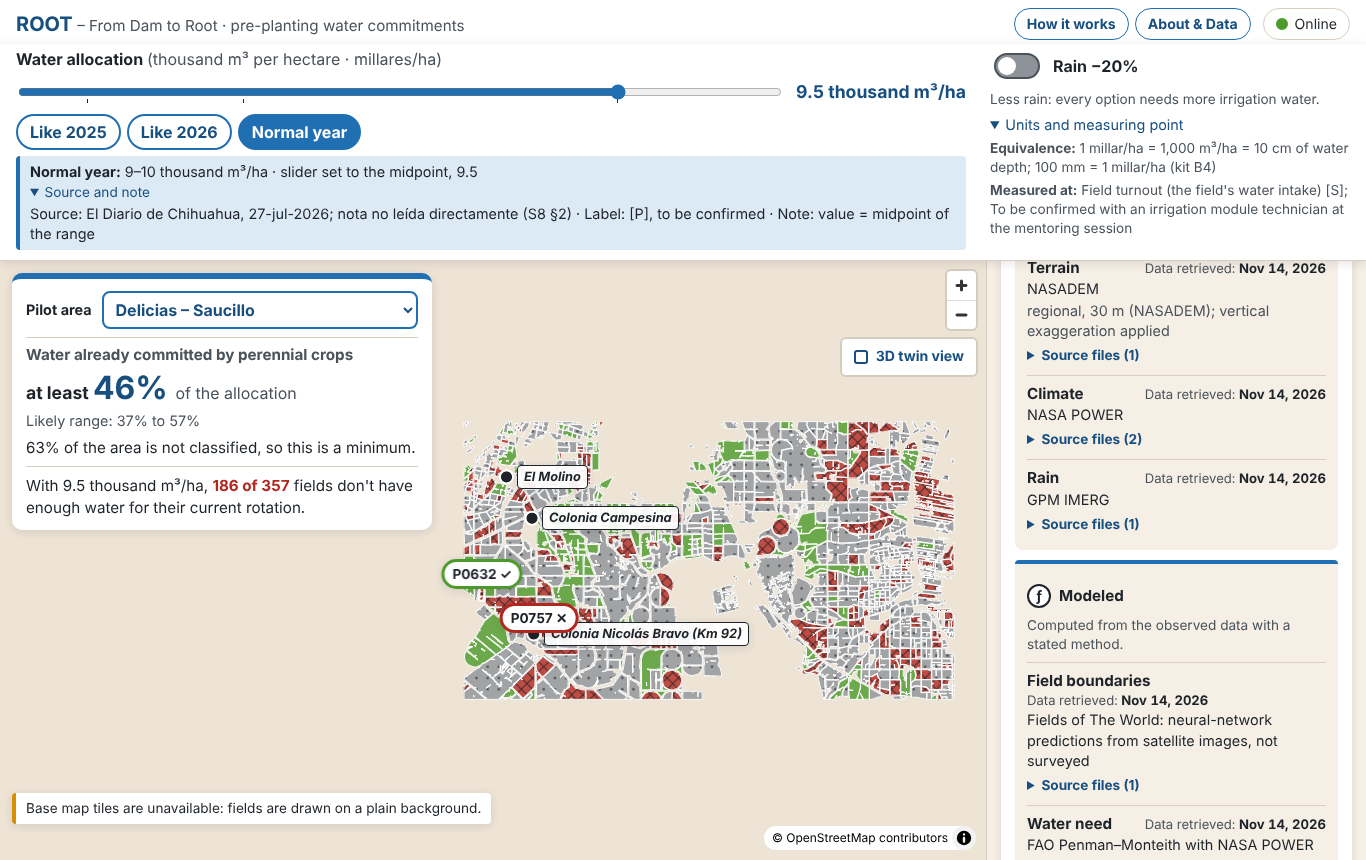 ROOT – From Dam to Root · pre-planting water commitments
How it works
About & Data
Online
Water allocation (thousand m³ per hectare · millares/ha)
9.5 thousand m³/ha
Like 2025
Like 2026
Normal year
Normal year: 9–10 thousand m³/ha · slider set to the midpoint, 9.5
▼ Source and note
Source: El Diario de Chihuahua, 27-jul-2026; nota no leída directamente (S8 §2) · Label: [P], to be confirmed · Note: value = midpoint of
the range
Rain −20%
Less rain: every option needs more irrigation water.
▼ Units and measuring point
Equivalence: 1 millar/ha = 1,000 m³/ha = 10 cm of water
depth; 100 mm = 1 millar/ha (kit B4)
Measured at: Field turnout (the field's water intake) [S];
To be confirmed with an irrigation module technician at
the mentoring session
Pilot area
Delicias – Saucillo
Water already committed by perennial crops
at least 46% of the allocation
Likely range: 37% to 57%
63% of the area is not classified, so this is a minimum.
With 9.5 thousand m³/ha, 186 of 357 fields don't have
enough water for their current rotation.
+
−
3D twin view
El Molino
Colonia Campesina
P0632 ✓
P0757 ✕
Colonia Nicolás Bravo (Km 92)
Base map tiles are unavailable: fields are drawn on a plain background.
© OpenStreetMap contributors
Terrain
Data retrieved: Nov 14, 2026
NASADEM
regional, 30 m (NASADEM); vertical
exaggeration applied
▶ Source files (1)
Climate
Data retrieved: Nov 14, 2026
NASA POWER
▶ Source files (2)
Rain
Data retrieved: Nov 14, 2026
GPM IMERG
▶ Source files (1)
ƒ Modeled
Computed from the observed data with a
stated method.
Field boundaries
Data retrieved: Nov 14, 2026
Fields of The World: neural-network
predictions from satellite images, not
surveyed
▶ Source files (1)
Water need
Data retrieved: Nov 14, 2026
FAO Penman–Monteith with NASA POWER